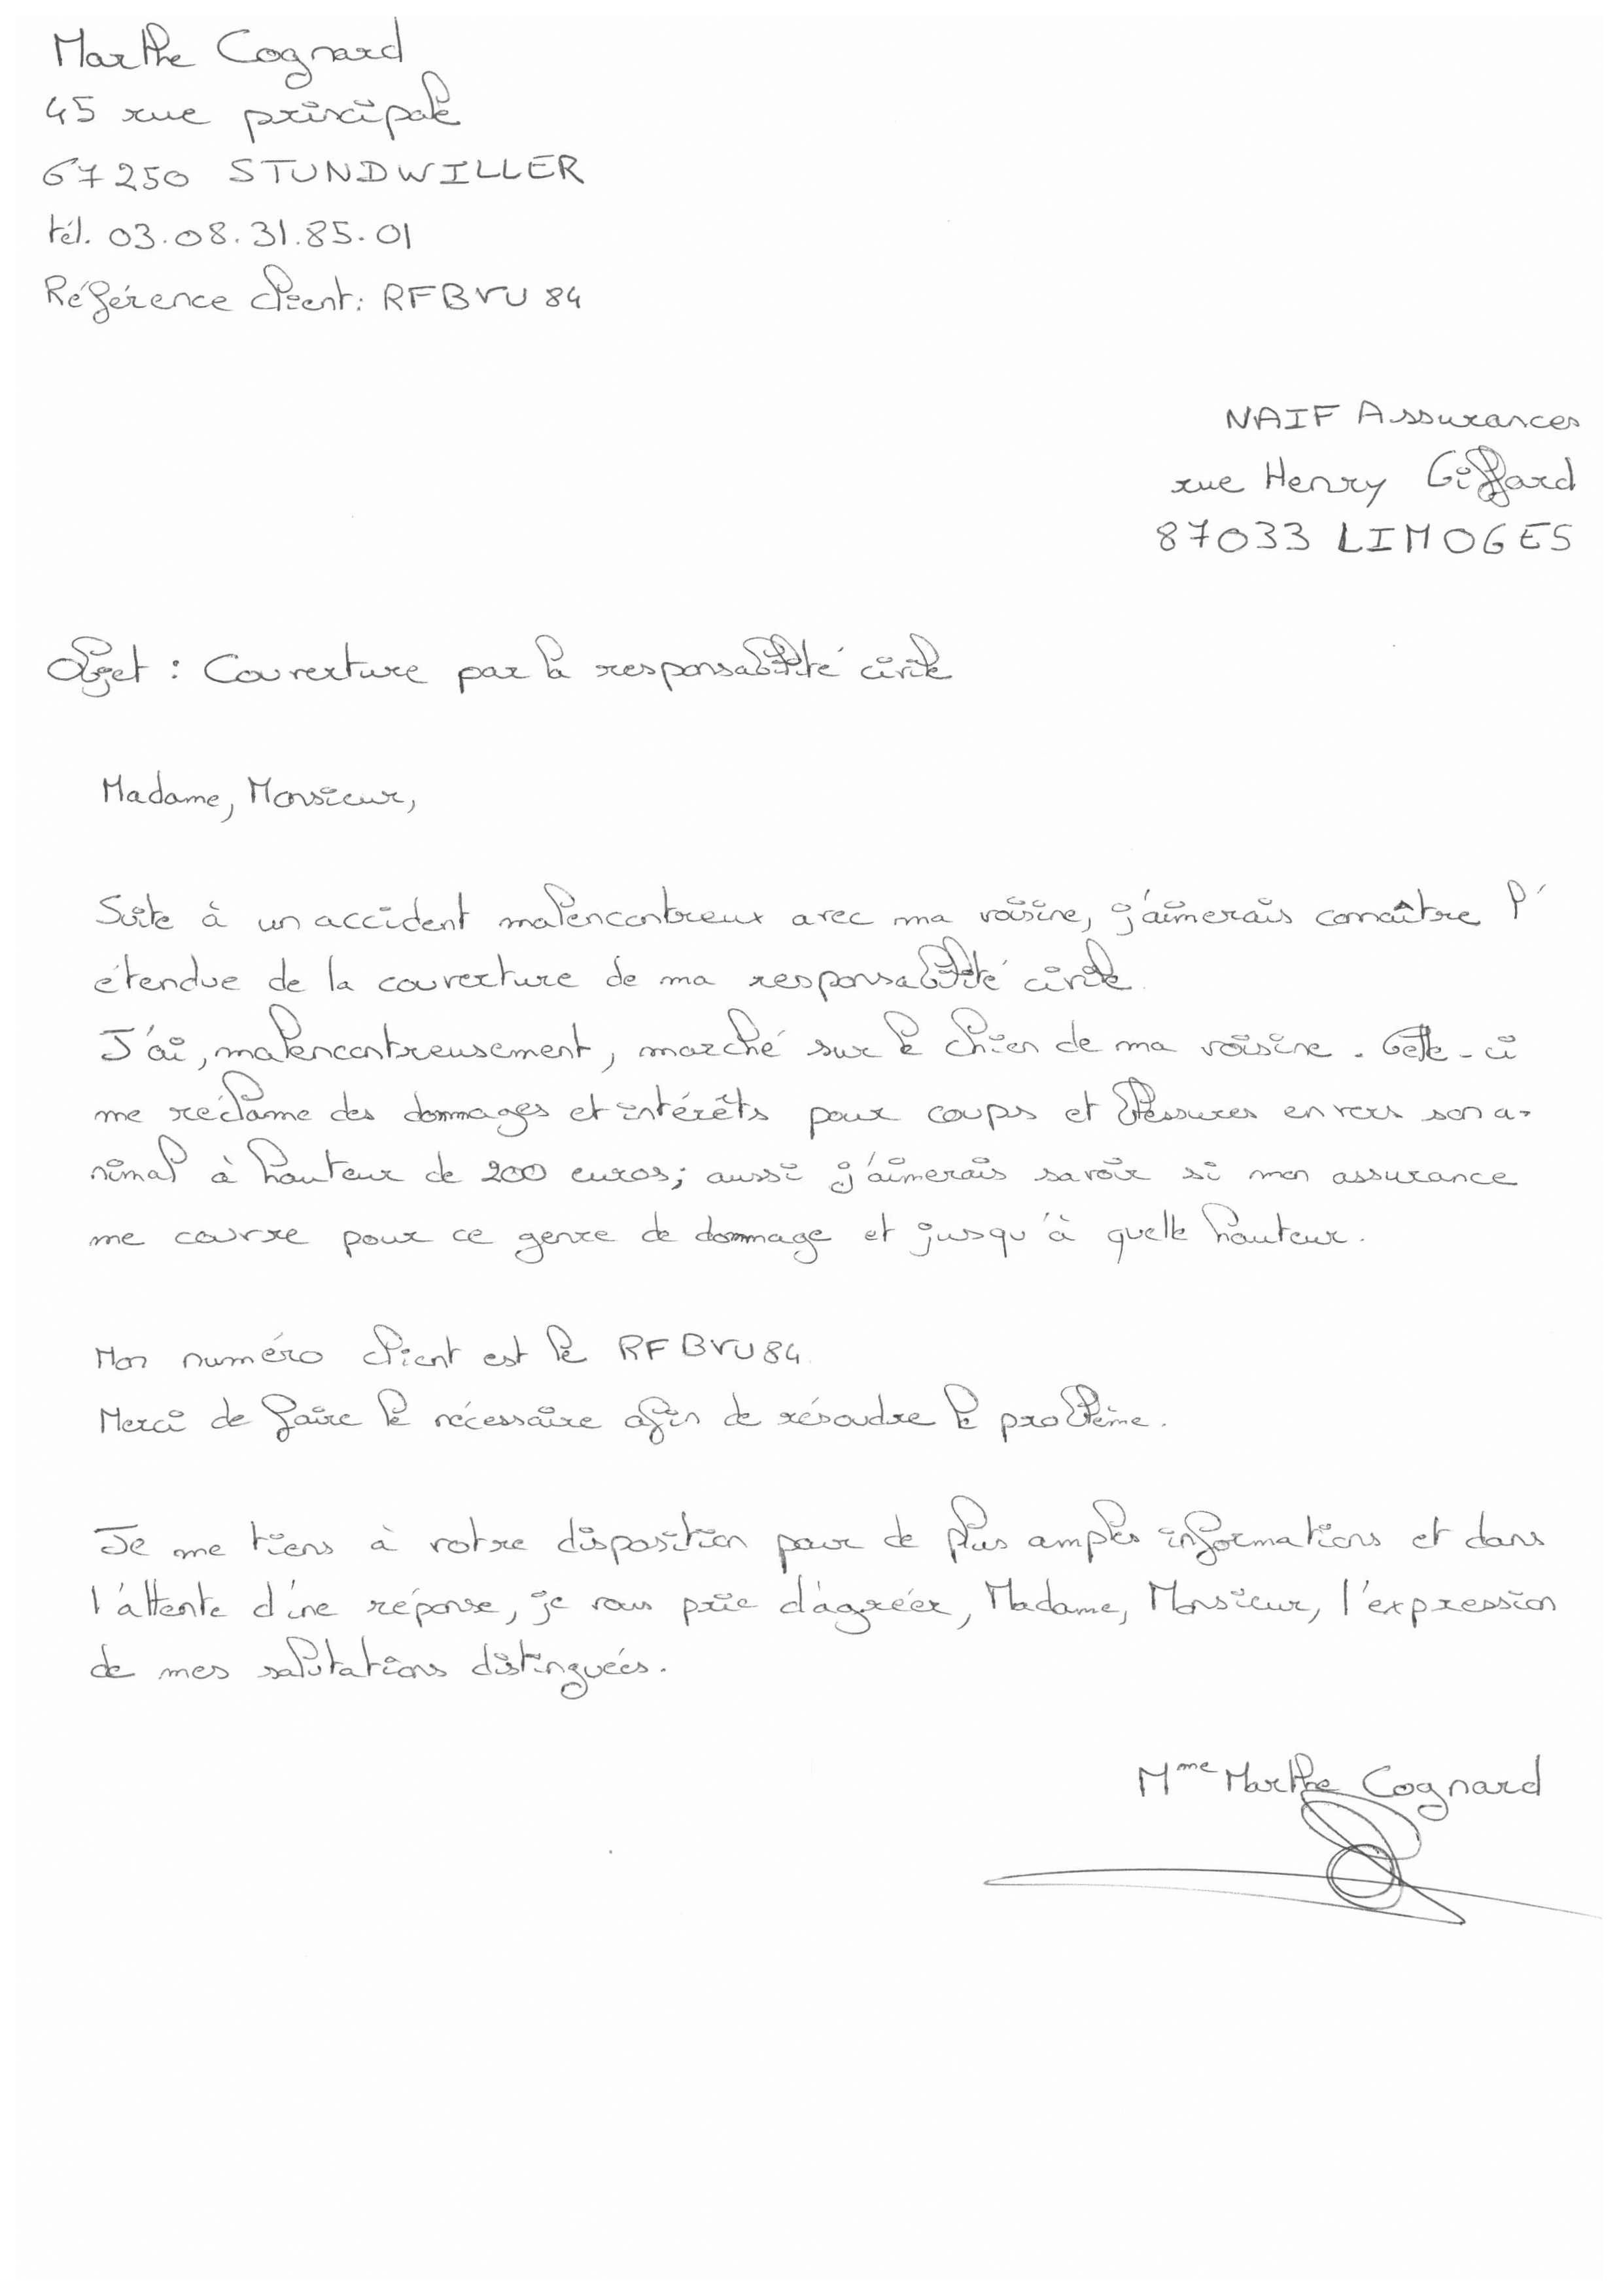 Marthe Cognard
45 rue principale
67250 STUNDWILLER
tél. 03.08.31.85.01
Référence client: RFBVU 84
NAIF Assurances
rue Henry Giffard
87033 LIMOGES
Objet : Couverture par la responsabilité civile
Madame, Monsieur,
Suite à un accident malencontreux avec ma voisine, j'aimerais connaître l'
étendue de la couverture de ma responsabilité civile.
J'ai, malencontreusement, marché sur le chien de ma voisine. Celle-ci
me réclame des dommages et intérêts pour coups et blessures envers son a-
nimal à hauteur de 200 euros; aussi j'aimerais savoir si mon assurance
me couvre pour ce genre de dommage et jusqu'à quelle hauteur.
Mon numéro client est le RFBVU84
Merci de faire le nécessaire afin de résoudre le problème.
Je me tiens à votre disposition pour de plus amples informations et dans
l'attente d'une réponse, je vous prie d'agréer, Madame, Monsieur, l'expression
de mes salutations distinguées.
Mme Marthe Cognard